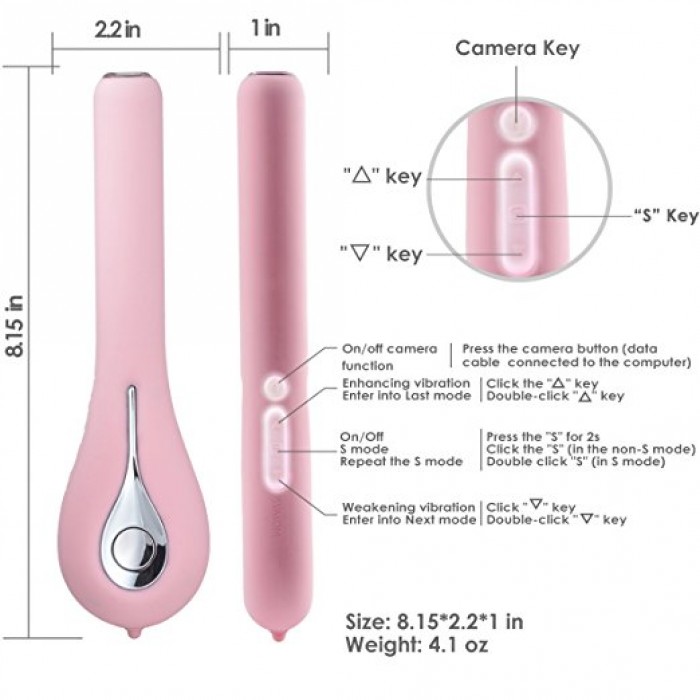 2.2 in
1 in
Camera Key
"△" key
"S" Key
"▽" key
8.15 in
On/off camera function
Press the camera button (data cable connected to the computer)
Enhancing vibration
Click the "△" key
Enter into Last mode
Double-click "△" key
On/Off
Press the "S" for 2s
S mode
Click the "S" (in the non-S mode)
Repeat the S mode
Double click "S" (in S mode)
Weakening vibration
Click "▽" key
Enter into Next mode
Double-click "▽" key
Size: 8.15*2.2*1 in
Weight: 4.1 oz